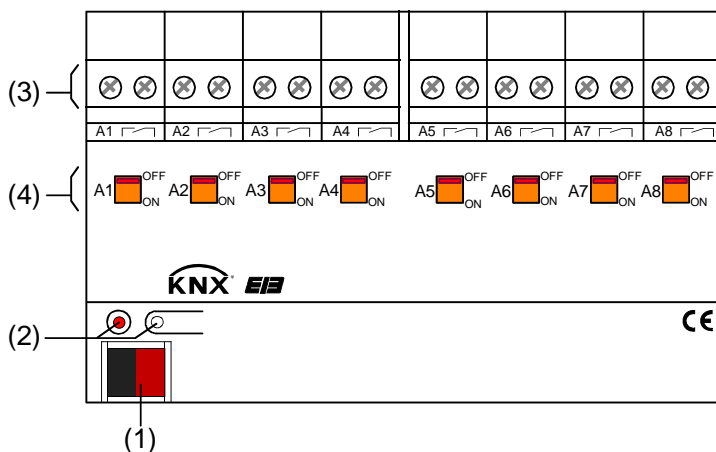 (3)
A1 A2 A3 A4 A5 A6 A7 A8
(4)
A1 OFF ON A2 OFF ON A3 OFF ON A4 OFF ON A5 OFF ON A6 OFF ON A7 OFF ON A8 OFF ON
KNX EIB
(2)
CE
(1)